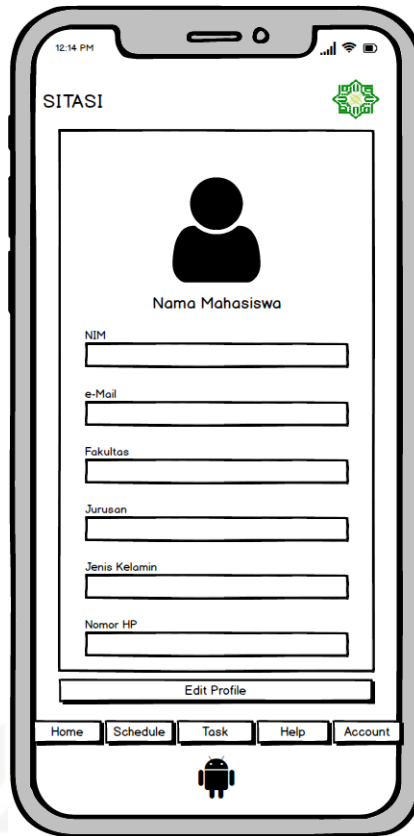 12:14 PM
SITASI
Nama Mahasiswa
NIM
e-Mail
Fakultas
Jurusan
Jenis Kelamin
Nomor HP
Edit Profile
Home Schedule Task Help Account